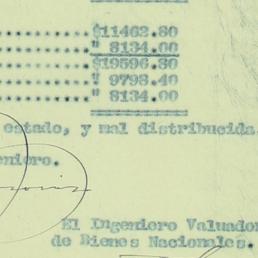 ..........$11462.80
.........." 8134.00
..........$19596.80
.........." 9798.40
.........." 8134.00
estado, y mal distribucida
eniero.
El Ingeniero Valuador
de Bienes Nacionales.